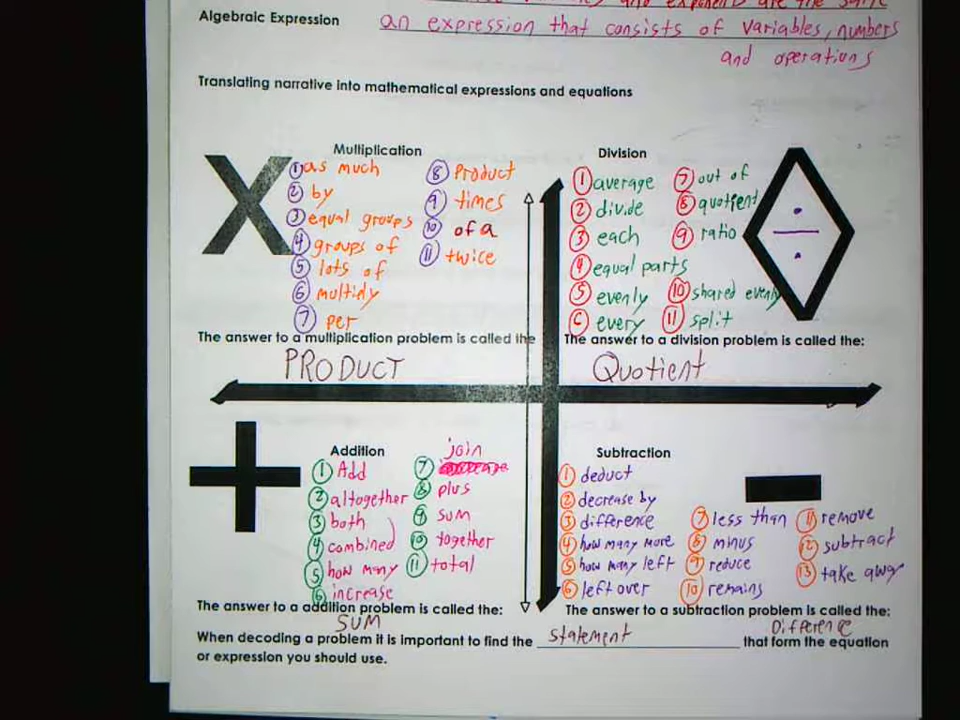 and exponents are the same
Algebraic Expression an expression that consists of variables, numbers
and operations
Translating narrative into mathematical expressions and equations
Multiplication
X
① as much
② by
③ equal groups
④ groups of
⑤ lots of
⑥ multidy
⑦ per
⑧ Product
⑨ times
⑩ of a
⑪ twice
The answer to a multiplication problem is called the
PRODUCT
Division
① average
② divide
③ each
④ equal parts
⑤ evenly
⑥ every
⑦ out of
⑧ quotient
⑨ ratio
⑩ shared evenly
⑪ split
÷
The answer to a division problem is called the:
Quotient
Addition
+
① Add
② altogether
③ both
④ combined
⑤ how many
⑥ increase
⑦ join
⑧ plus
⑨ sum
⑩ together
⑪ total
The answer to a addition problem is called the:
SUM
Subtraction
-
① deduct
② decrease by
③ difference
④ how many more
⑤ how many left
⑥ left over
⑦ less than
⑧ minus
⑨ reduce
⑩ remains
⑪ remove
⑫ subtract
⑬ take away
The answer to a subtraction problem is called the:
Difference
When decoding a problem it is important to find the statement that form the equation
or expression you should use.